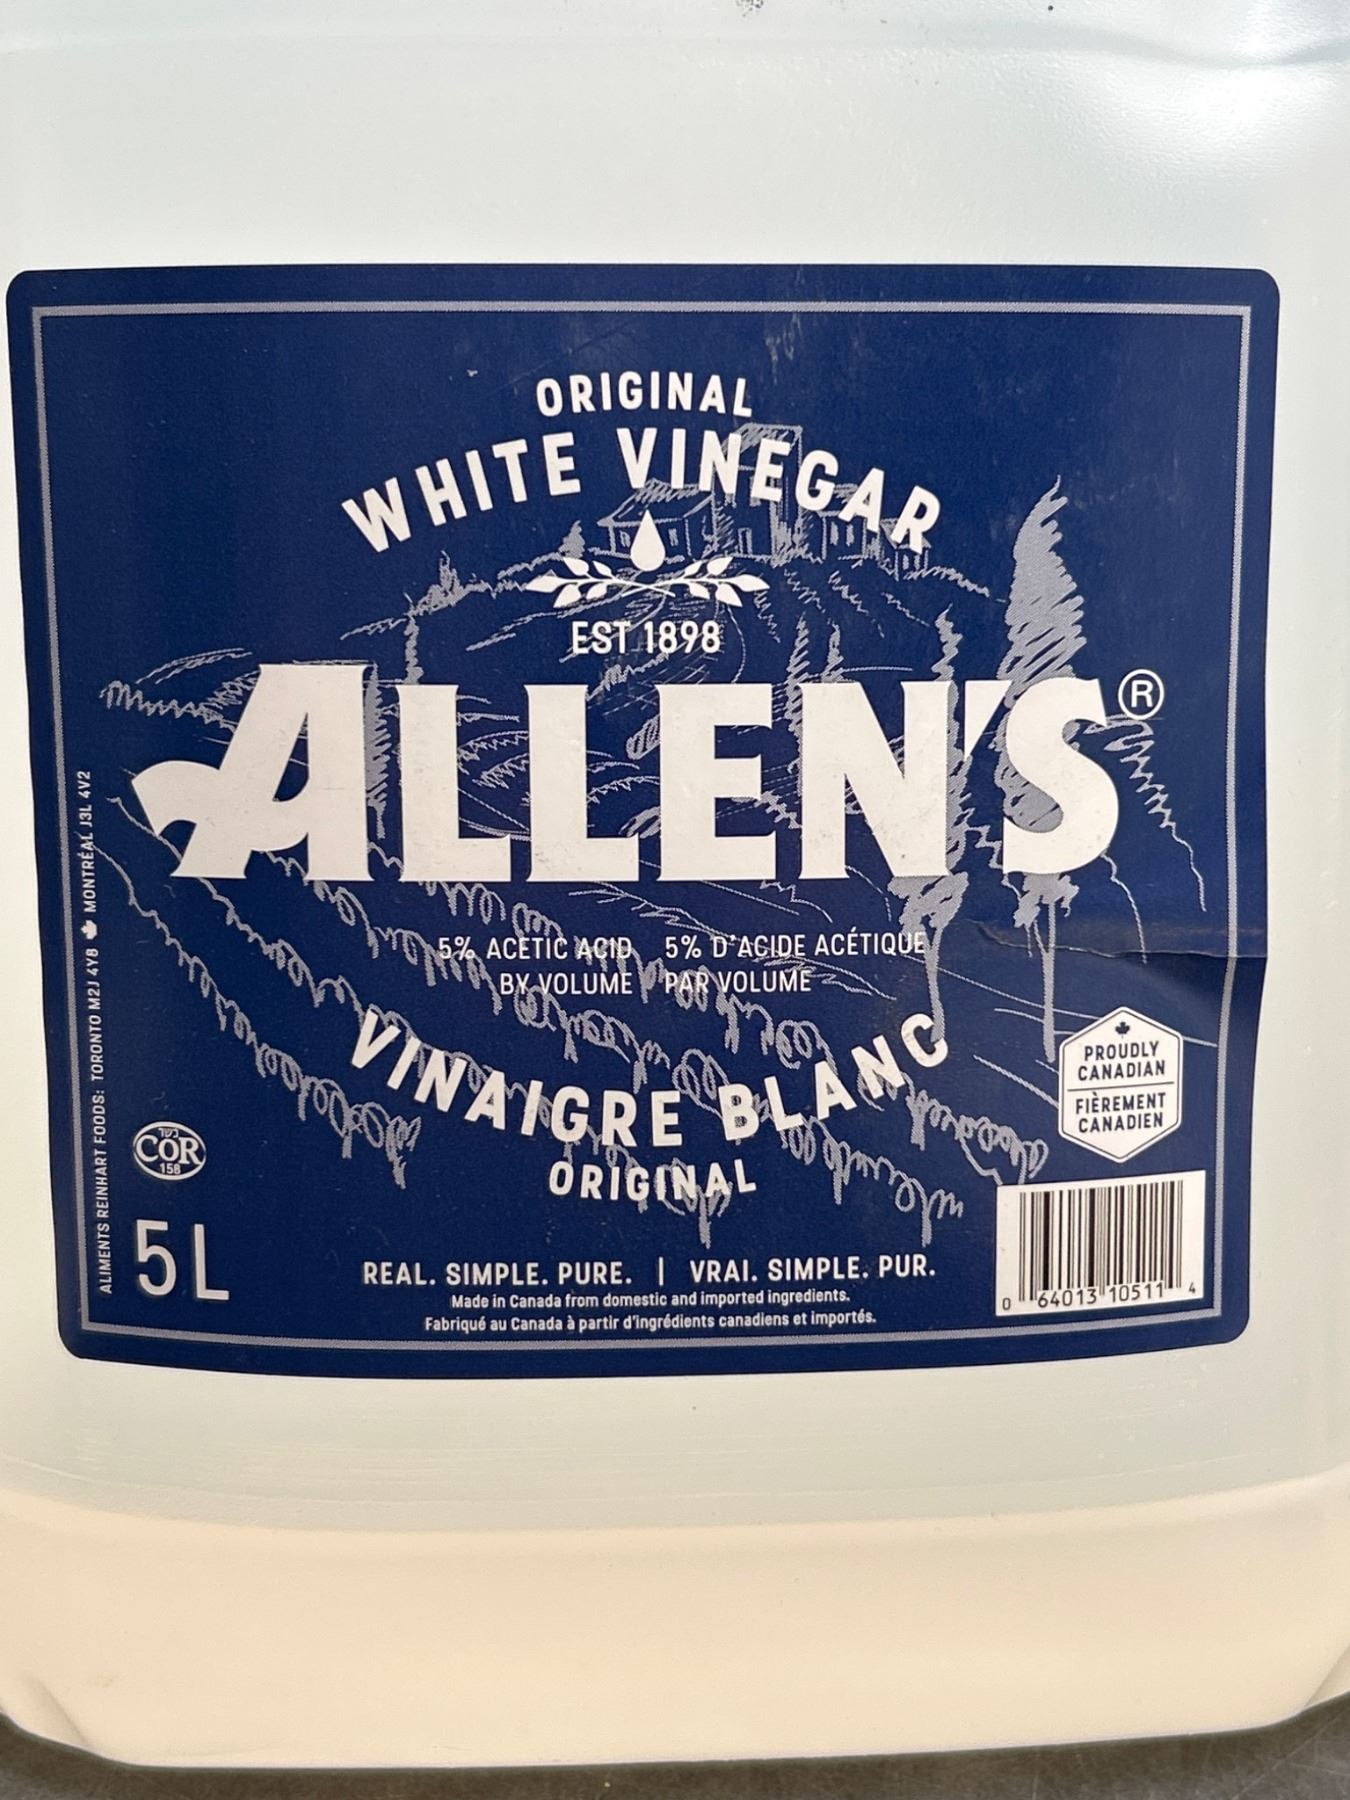 ORIGINAL
WHITE VINEGAR
EST 1898
ALLEN'S®
5% ACETIC ACID
BY VOLUME
5% D'ACIDE ACÉTIQUE
PAR VOLUME
VINAIGRE BLANC
ORIGINAL
PROUDLY
CANADIAN
FIÈREMENT
CANADIEN
ALIMENTS REINHART FOODS: TORONTO M2J 4Y8 MONTRÉAL J3L 4V2
כשר
COR
158
5 L
REAL. SIMPLE. PURE. | VRAI. SIMPLE. PUR.
Made in Canada from domestic and imported ingredients.
Fabriqué au Canada à partir d'ingrédients canadiens et importés.
0 64013 10511 4